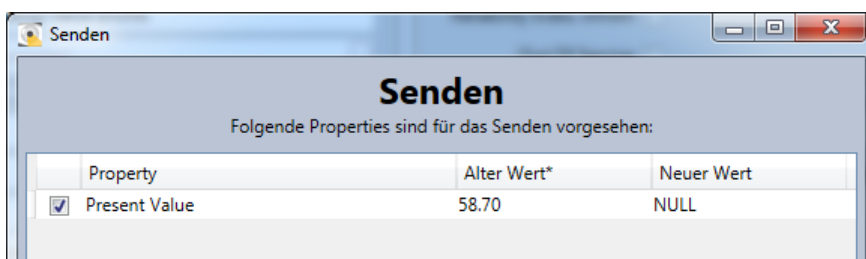 Senden
Senden
Folgende Properties sind für das Senden vorgesehen:
Property Alter Wert* Neuer Wert
Present Value 58.70 NULL